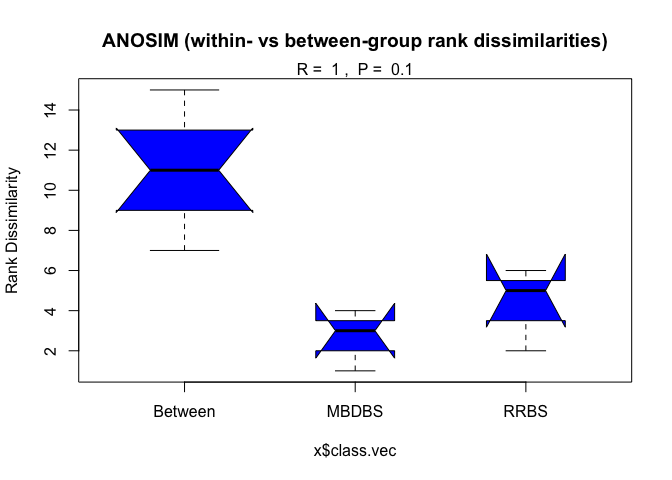 ANOSIM (within- vs between-group rank dissimilarities)
R =  1 ,  P =  0.1
14
12
10
8
6
4
2
Rank Dissimilarity
Between
MBDBS
RRBS
x$class.vec